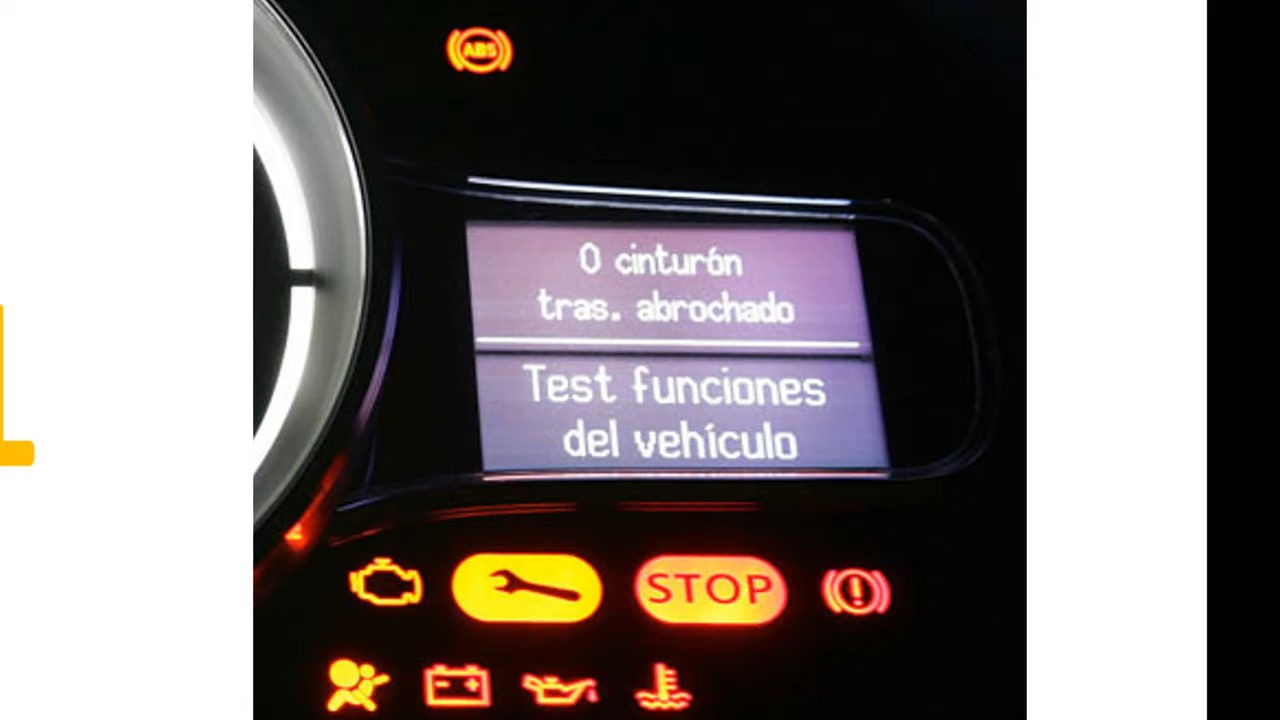 ABS
0 cinturón
tras. abrochado
Test funciones
del vehículo
STOP